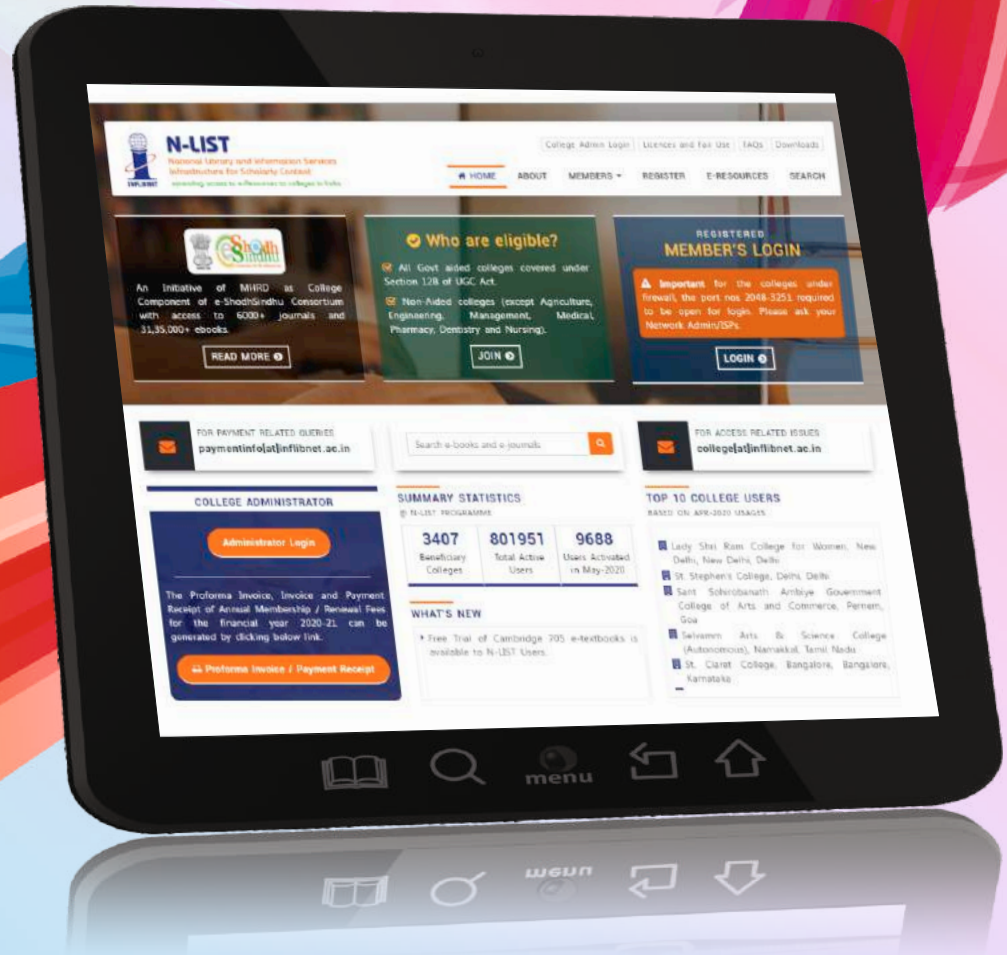 N-LIST
National Library and Information Services
Infrastructure for Scholarly Content
extending access to e-Resources to colleges in India
INFLIBNET
College Admin Login
Licences and Fair Use
FAQs
Downloads
HOME
ABOUT
MEMBERS
REGISTER
E-RESOURCES
SEARCH
eShodh
Sindhu
An Initiative of MHRD as College
Component of e-ShodhSindhu Consortium
with access to 6000+ journals and
31,35,000+ ebooks.
READ MORE
Who are eligible?
All Govt aided colleges covered under
Section 12B of UGC Act.
Non-Aided colleges (except Agriculture,
Engineering, Management, Medical,
Pharmacy, Dentistry and Nursing).
JOIN
REGISTERED
MEMBER'S LOGIN
Important for the colleges under
firewall, the port nos 2048-3251 required
to be open for login. Please ask your
Network Admin/ISPs.
LOGIN
FOR PAYMENT RELATED QUERIES
paymentinfo[at]inflibnet.ac.in
Search e-books and e-journals
FOR ACCESS RELATED ISSUES
college[at]inflibnet.ac.in
COLLEGE ADMINISTRATOR
Administrator Login
The Proforma Invoice, Invoice and Payment
Receipt of Annual Membership / Renewal Fees
for the financial year 2020-21 can be
generated by clicking below link.
Proforma Invoice / Payment Receipt
SUMMARY STATISTICS
@ N-LIST PROGRAMME
3407
Beneficiary
Colleges
801951
Total Active
Users
9688
Users Activated
in May-2020
WHAT'S NEW
Free Trial of Cambridge 705 e-textbooks is
available to N-LIST Users.
TOP 10 COLLEGE USERS
BASED ON APR-2020 USAGES
Lady Shri Ram College for Women, New
Delhi, New Delhi, Delhi
St. Stephen's College, Delhi, Delhi
Sant Sohirobanath Ambiye Government
College of Arts and Commerce, Pernem,
Goa
Selvamm Arts & Science College
(Autonomous), Namakkal, Tamil Nadu
St. Claret College, Bangalore, Bangalore,
Karnataka
menu